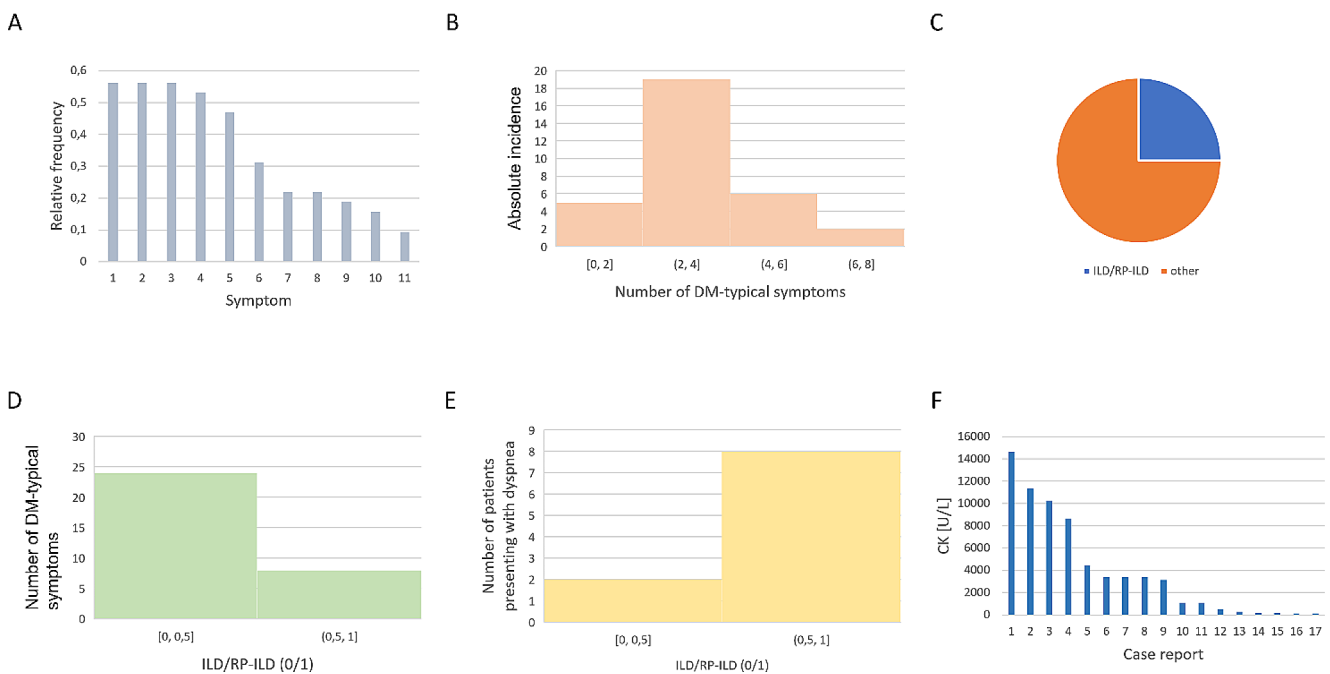 A
0,6
0,5
0,4
0,3
0,2
0,1
0
Relative frequency
1 2 3 4 5 6 7 8 9 10 11
Symptom
B
20
18
16
14
12
10
8
6
4
2
0
Absolute incidence
[0, 2] (2, 4] (4, 6] (6, 8]
Number of DM-typical symptoms
C
ILD/RP-ILD other
D
30
25
20
15
10
5
0
Number of DM-typical
symptoms
[0, 0,5] (0,5, 1]
ILD/RP-ILD (0/1)
E
9
8
7
6
5
4
3
2
1
0
Number of patients
presenting with dyspnea
[0, 0,5] (0,5, 1]
ILD/RP-ILD (0/1)
F
16000
14000
12000
10000
8000
6000
4000
2000
0
CK [U/L]
1 2 3 4 5 6 7 8 9 10 11 12 13 14 15 16 17
Case report